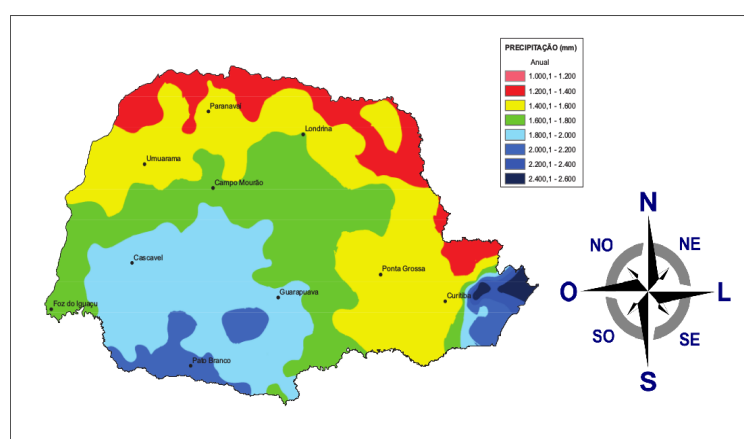 PRECIPITAÇÃO (mm)
Anual
1.000,1 - 1.200
1.200,1 - 1.400
1.400,1 - 1.600
1.600,1 - 1.800
1.800,1 - 2.000
2.000,1 - 2.200
2.200,1 - 2.400
2.400,1 - 2.600
Paranavaí
Londrina
Umuarama
Campo Mourão
Cascavel
Ponta Grossa
Guarapuava
Curitiba
Foz do Iguaçu
Pato Branco
N
NO
NE
O
L
SO
SE
S